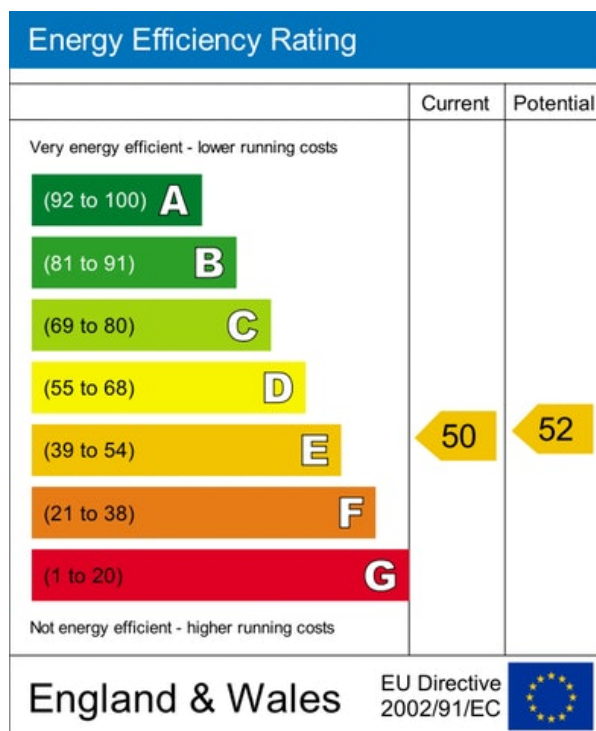 Energy Efficiency Rating
Current Potential
Very energy efficient - lower running costs
(92 to 100) A
(81 to 91) B
(69 to 80) C
(55 to 68) D
(39 to 54) E 50 52
(21 to 38) F
(1 to 20) G
Not energy efficient - higher running costs
England & Wales
EU Directive
2002/91/EC